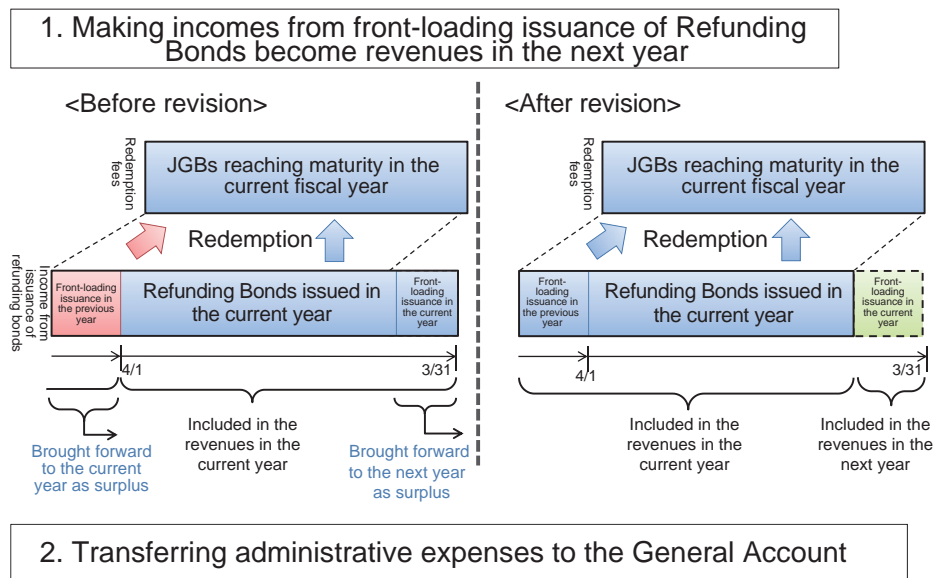 1. Making incomes from front-loading issuance of Refunding
Bonds become revenues in the next year
<Before revision>
Redemption
fees
JGBs reaching maturity in the
current fiscal year
Redemption
Income from
issuance of
refunding bonds
Front-loading
issuance in
the previous
year
Refunding Bonds issued in
the current year
Front-
loading
issuance in
the current
year
4/1
3/31
Brought forward
to the current
year as surplus
Included in the
revenues in the
current year
Brought forward
to the next year
as surplus
<After revision>
Redemption
fees
JGBs reaching maturity in the
current fiscal year
Redemption
Front-loading
issuance in
the previous
year
Refunding Bonds issued in
the current year
Front-
loading
issuance in
the current
year
4/1
3/31
Included in the
revenues in the
current year
Included in the
revenues in the
next year
2. Transferring administrative expenses to the General Account